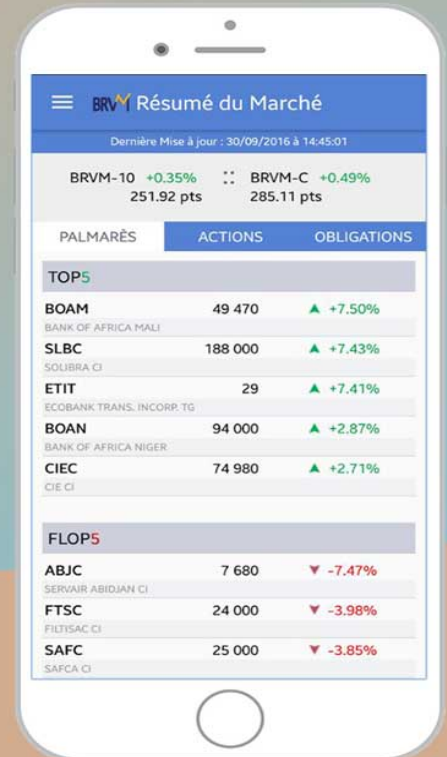 BRVM Résumé du Marché
Dernière Mise à jour : 30/09/2016 à 14:45:01
BRVM-10 +0.35% BRVM-C +0.49%
251.92 pts 285.11 pts
PALMARÈS ACTIONS OBLIGATIONS
TOP5
BOAM 49 470 +7.50%
BANK OF AFRICA MALI
SLBC 188 000 +7.43%
SOLIBRA CI
ETIT 29 +7.41%
ECOBANK TRANS. INCORP. TG
BOAN 94 000 +2.87%
BANK OF AFRICA NIGER
CIEC 74 980 +2.71%
CIE CI
FLOP5
ABJC 7 680 -7.47%
SERVAIR ABIDJAN CI
FTSC 24 000 -3.98%
FILTISAC CI
SAFC 25 000 -3.85%
SAFCA CI